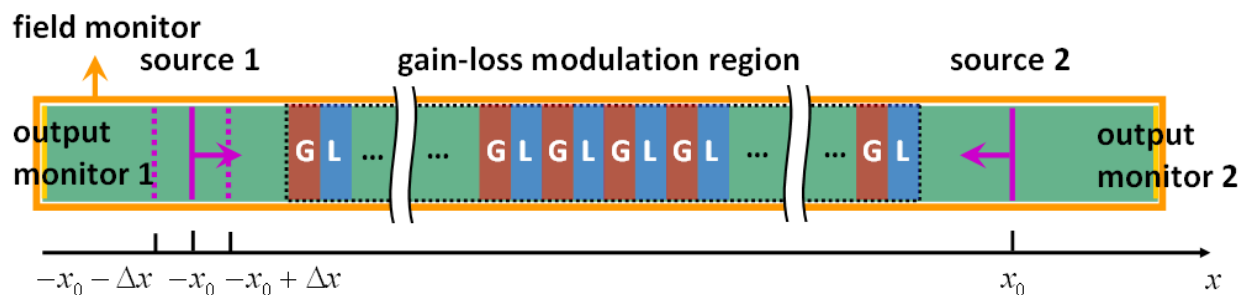 field monitor
source 1
gain-loss modulation region
source 2
output monitor 1
G L ... ... G L G L G L G L ... ... G L
output monitor 2
−x₀ − Δx −x₀ −x₀ + Δx x₀ x